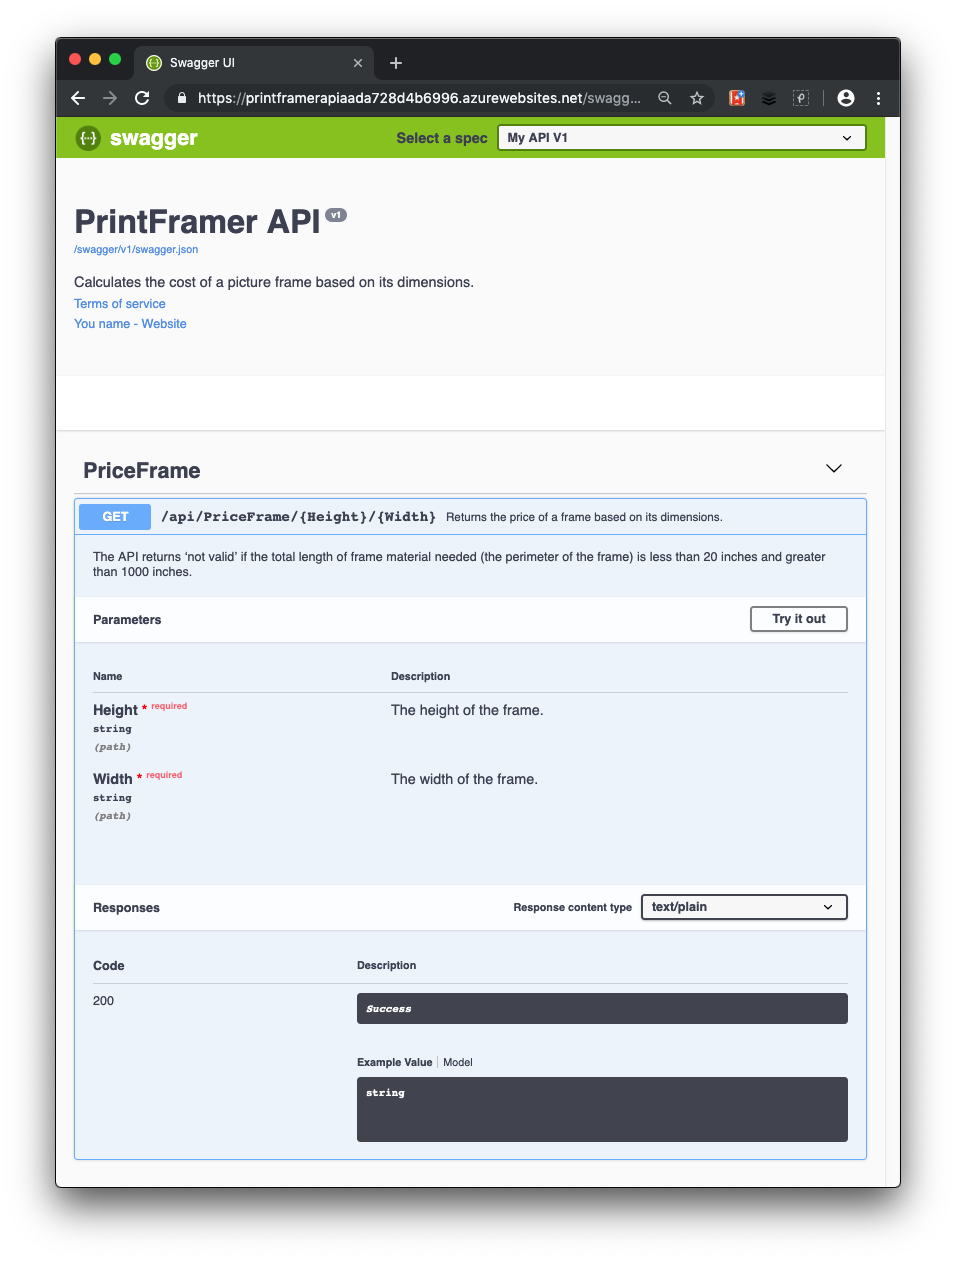 Swagger UI
https://printframerapiaada728d4b6996.azurewebsites.net/swagg...
swagger
Select a spec
My API V1
PrintFramer API v1
/swagger/v1/swagger.json
Calculates the cost of a picture frame based on its dimensions.
Terms of service
You name - Website
PriceFrame
GET /api/PriceFrame/{Height}/{Width} Returns the price of a frame based on its dimensions.
The API returns ‘not valid’ if the total length of frame material needed (the perimeter of the frame) is less than 20 inches and greater
than 1000 inches.
Parameters
Try it out
Name Description
Height * required The height of the frame.
string
(path)
Width * required The width of the frame.
string
(path)
Responses
Response content type text/plain
Code Description
200 Success
Example Value Model
string